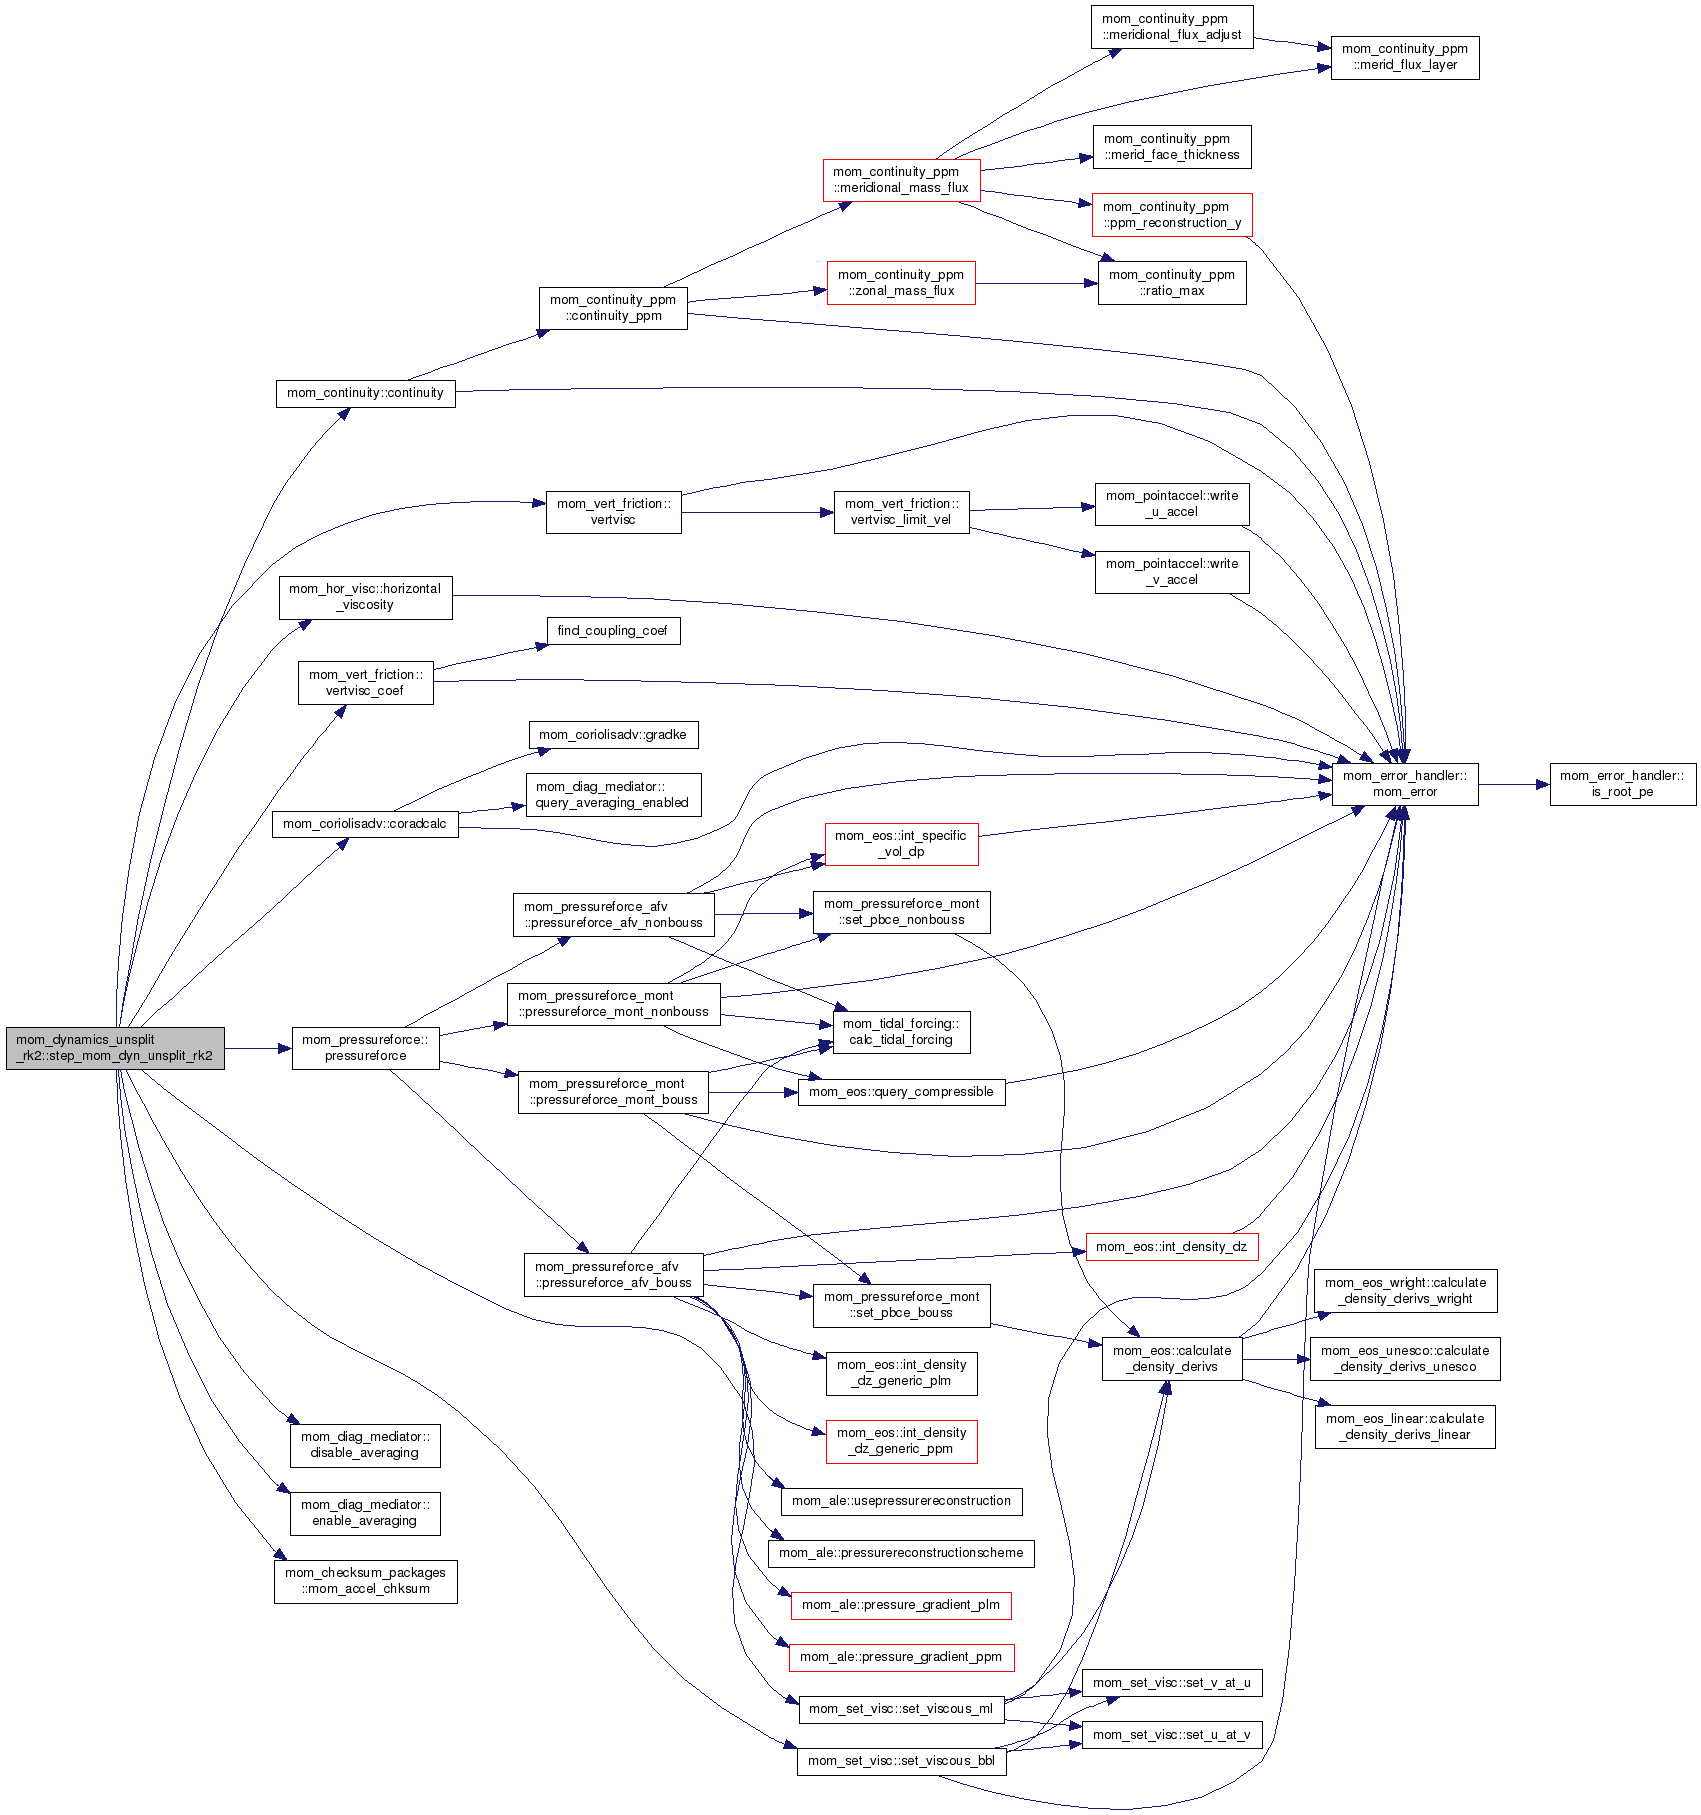 mom_continuity_ppm
::meridional_flux_adjust
mom_continuity_ppm
::merid_flux_layer
mom_continuity_ppm
::merid_face_thickness
mom_continuity_ppm
::meridional_mass_flux
mom_continuity_ppm
::ppm_reconstruction_y
mom_continuity_ppm
::zonal_mass_flux
mom_continuity_ppm
::ratio_max
mom_continuity_ppm
::continuity_ppm
mom_continuity::continuity
mom_vert_friction::
vertvisc
mom_vert_friction::
vertvisc_limit_vel
mom_pointaccel::write
_u_accel
mom_pointaccel::write
_v_accel
mom_hor_visc::horizontal
_viscosity
find_coupling_coef
mom_vert_friction::
vertvisc_coef
mom_coriolisadv::gradke
mom_diag_mediator::
query_averaging_enabled
mom_coriolisadv::coradcalc
mom_error_handler::
mom_error
mom_error_handler::
is_root_pe
mom_eos::int_specific
_vol_dp
mom_pressureforce_afv
::pressureforce_afv_nonbouss
mom_pressureforce_mont
::set_pbce_nonbouss
mom_pressureforce_mont
::pressureforce_mont_nonbouss
mom_tidal_forcing::
calc_tidal_forcing
mom_dynamics_unsplit
_rk2::step_mom_dyn_unsplit_rk2
mom_pressureforce::
pressureforce
mom_pressureforce_mont
::pressureforce_mont_bouss
mom_eos::query_compressible
mom_pressureforce_afv
::pressureforce_afv_bouss
mom_eos::int_density_dz
mom_pressureforce_mont
::set_pbce_bouss
mom_eos_wright::calculate
_density_derivs_wright
mom_eos::calculate
_density_derivs
mom_eos_unesco::calculate
_density_derivs_unesco
mom_eos::int_density
_dz_generic_plm
mom_eos_linear::calculate
_density_derivs_linear
mom_eos::int_density
_dz_generic_ppm
mom_diag_mediator::
disable_averaging
mom_ale::usepressurereconstruction
mom_diag_mediator::
enable_averaging
mom_ale::pressurereconstructionscheme
mom_checksum_packages
::mom_accel_chksum
mom_ale::pressure_gradient_plm
mom_ale::pressure_gradient_ppm
mom_set_visc::set_viscous_ml
mom_set_visc::set_v_at_u
mom_set_visc::set_u_at_v
mom_set_visc::set_viscous_bbl